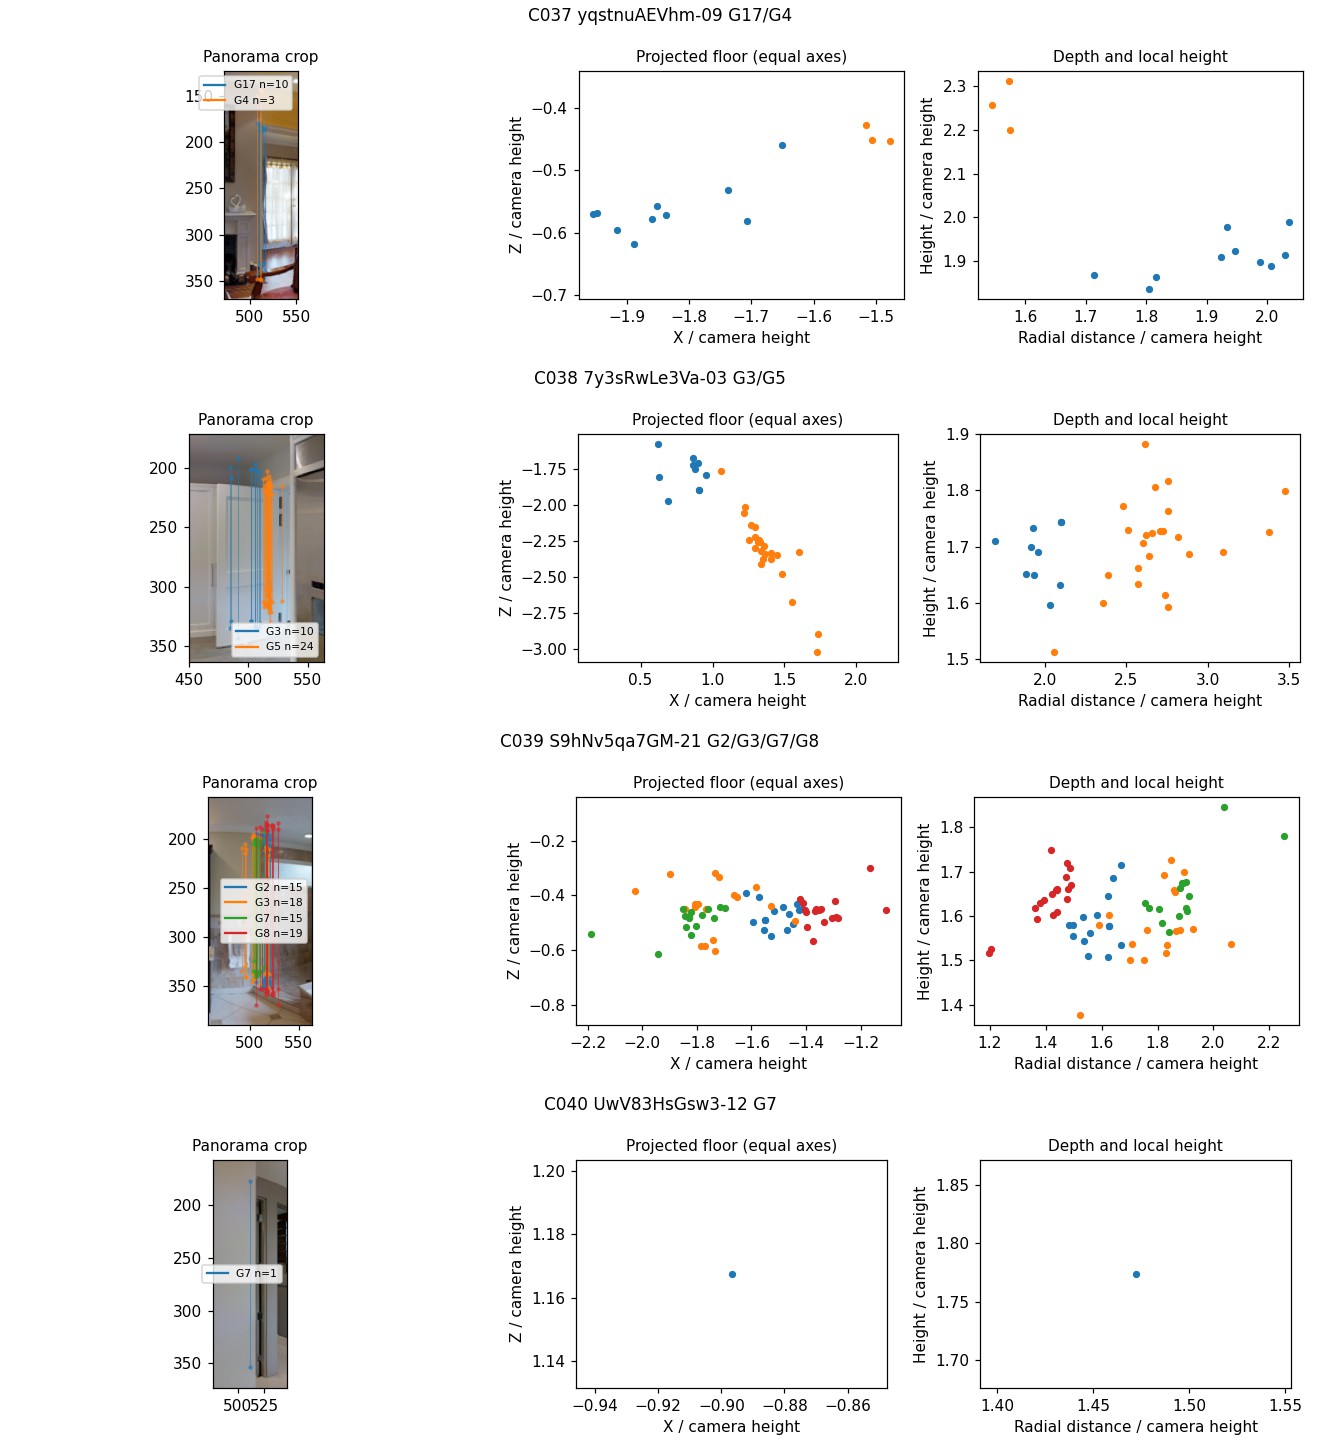 C037 yqstnuAEVhm-09 G17/G4
Panorama crop
Projected floor (equal axes)
Depth and local height
G17 n=10
G4 n=3
150
200
250
300
350
500 550
Z / camera height
−0.4
−0.5
−0.6
−0.7
−1.9 −1.8 −1.7 −1.6 −1.5
X / camera height
Height / camera height
2.3
2.2
2.1
2.0
1.9
1.6 1.7 1.8 1.9 2.0
Radial distance / camera height
C038 7y3sRwLe3Va-03 G3/G5
Panorama crop
Projected floor (equal axes)
Depth and local height
200
250
300
350
G3 n=10
G5 n=24
450 500 550
Z / camera height
−1.75
−2.00
−2.25
−2.50
−2.75
−3.00
0.5 1.0 1.5 2.0
X / camera height
Height / camera height
1.9
1.8
1.7
1.6
1.5
2.0 2.5 3.0 3.5
Radial distance / camera height
C039 S9hNv5qa7GM-21 G2/G3/G7/G8
Panorama crop
Projected floor (equal axes)
Depth and local height
200
250
300
350
G2 n=15
G3 n=18
G7 n=15
G8 n=19
500 550
Z / camera height
−0.2
−0.4
−0.6
−0.8
−2.2 −2.0 −1.8 −1.6 −1.4 −1.2
X / camera height
Height / camera height
1.8
1.7
1.6
1.5
1.4
1.2 1.4 1.6 1.8 2.0 2.2
Radial distance / camera height
C040 UwV83HsGsw3-12 G7
Panorama crop
Projected floor (equal axes)
Depth and local height
200
250
300
350
G7 n=1
500 525
Z / camera height
1.20
1.18
1.16
1.14
−0.94 −0.92 −0.90 −0.88 −0.86
X / camera height
Height / camera height
1.85
1.80
1.75
1.70
1.40 1.45 1.50 1.55
Radial distance / camera height